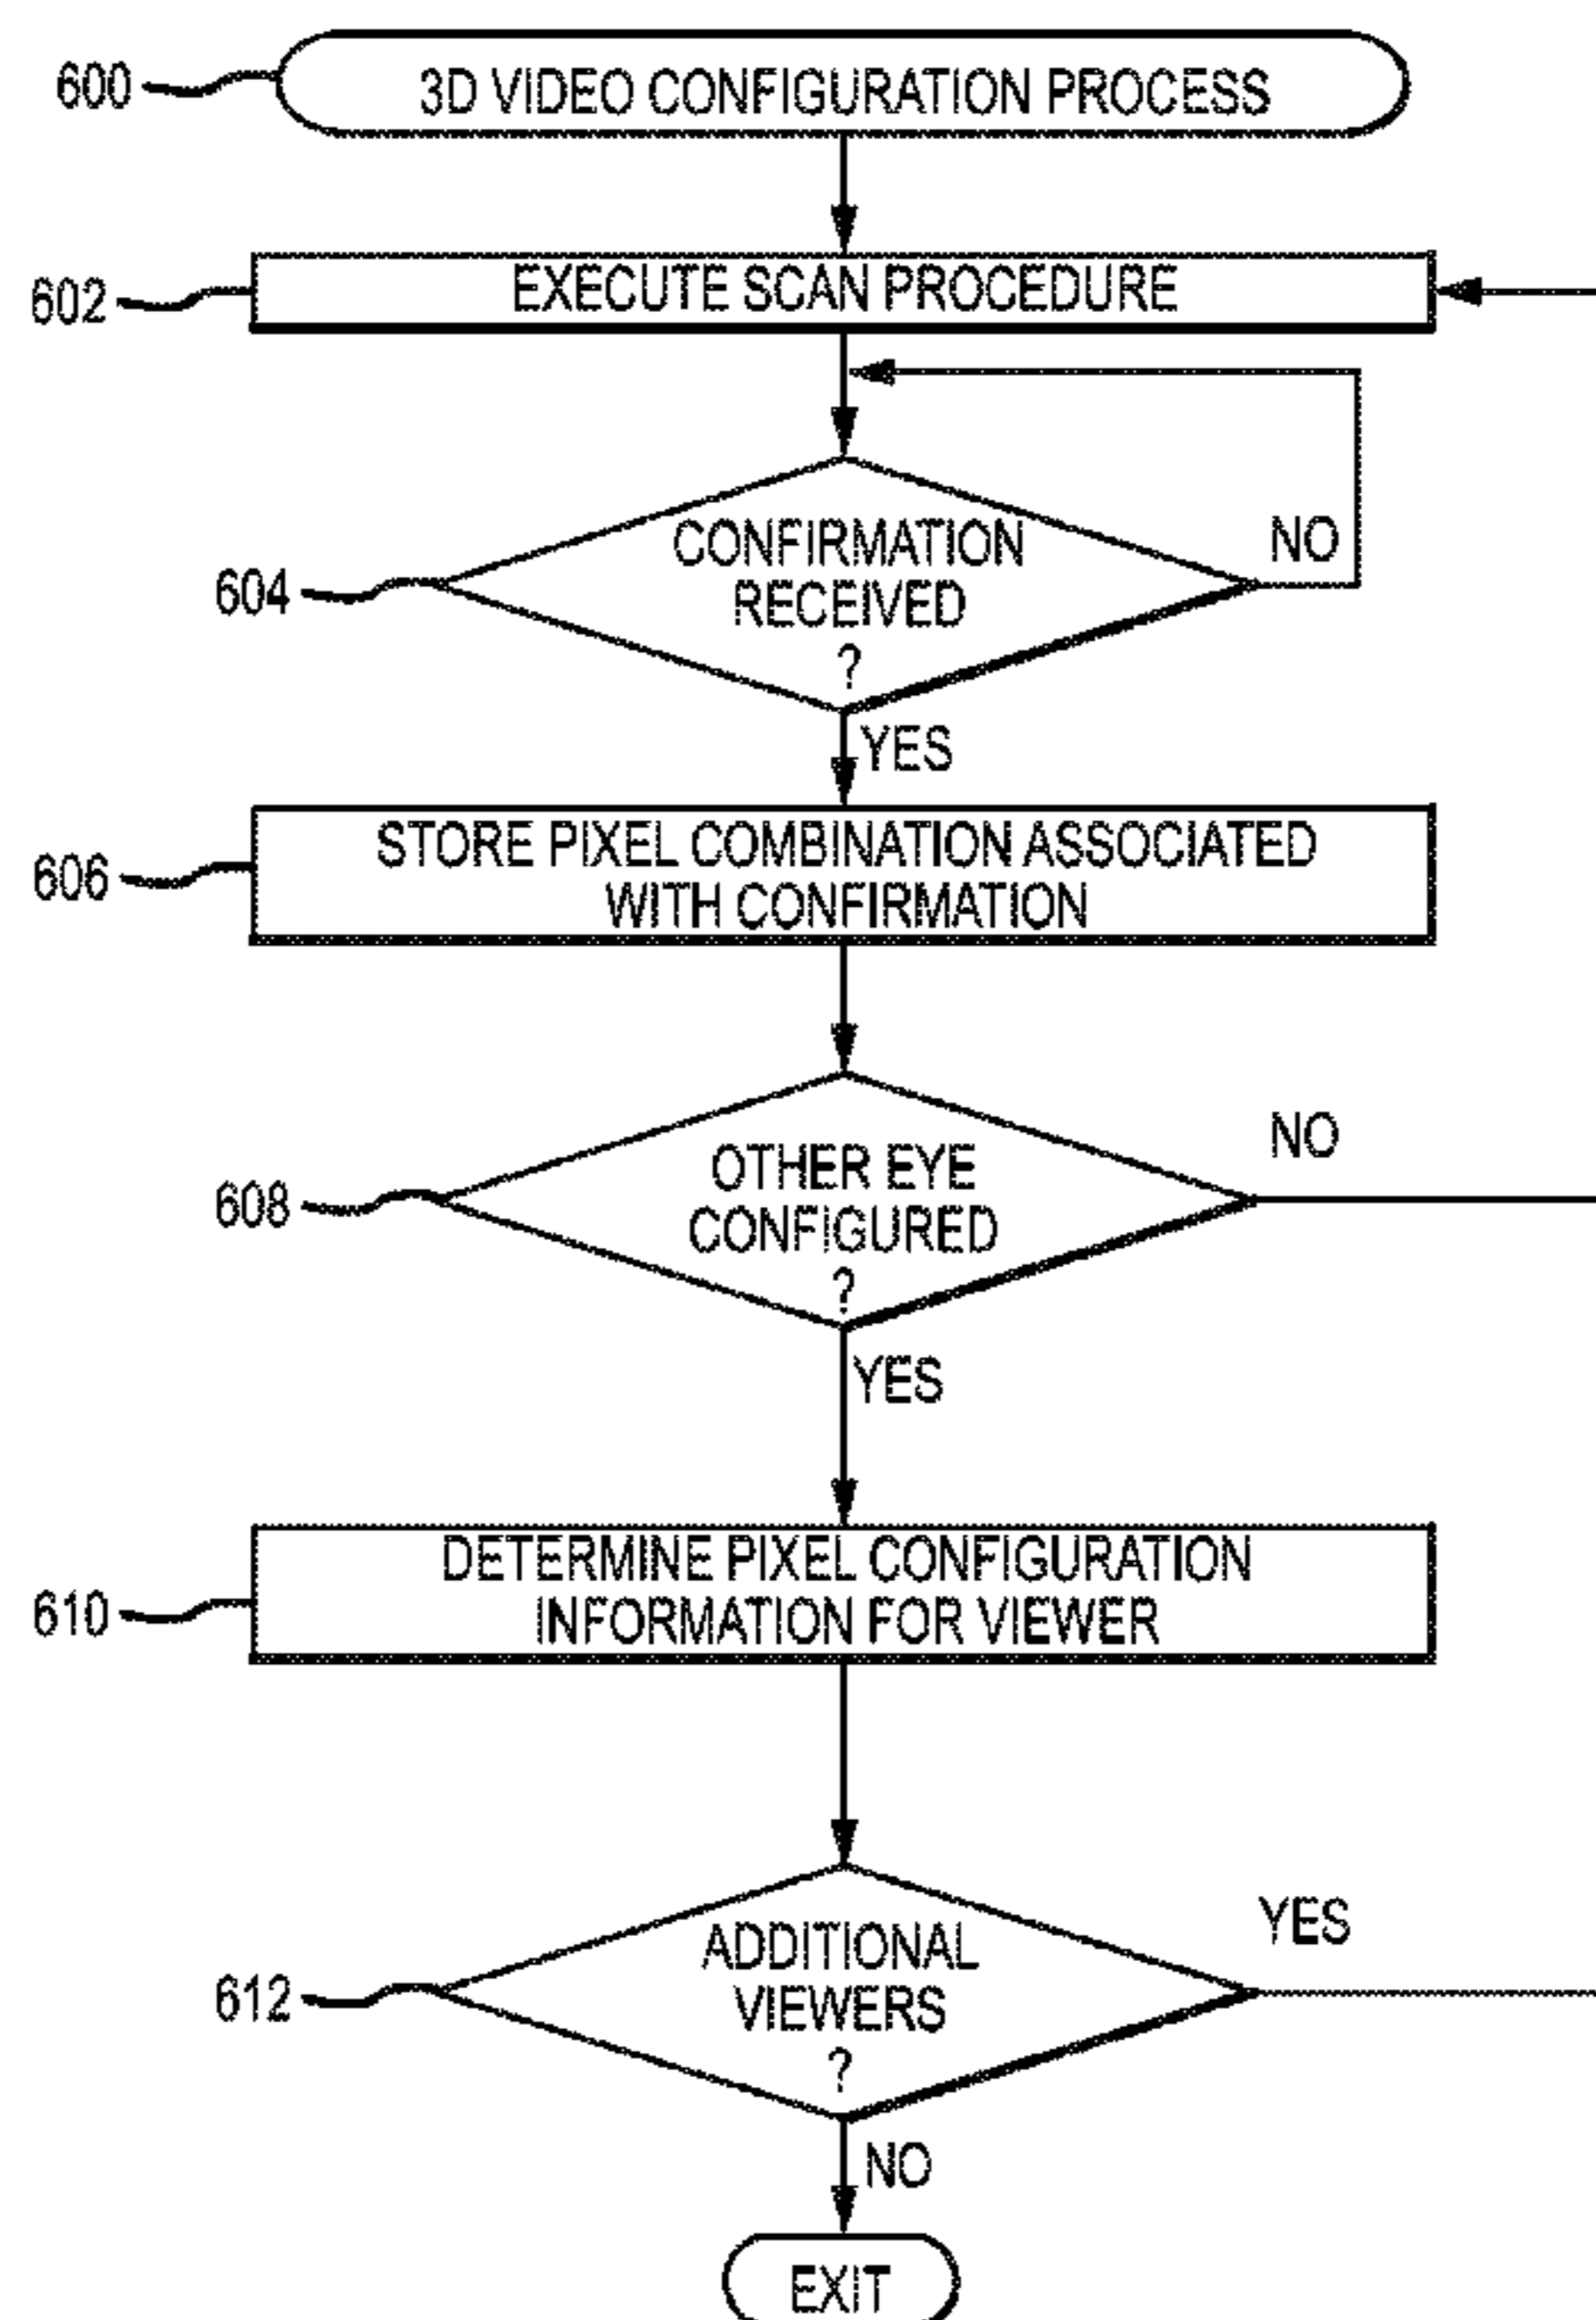 600
3D VIDEO CONFIGURATION PROCESS
602
EXECUTE SCAN PROCEDURE
604
CONFIRMATION
RECEIVED
?
NO
YES
606
STORE PIXEL COMBINATION ASSOCIATED
WITH CONFIRMATION
608
OTHER EYE
CONFIGURED
?
NO
YES
610
DETERMINE PIXEL CONFIGURATION
INFORMATION FOR VIEWER
612
ADDITIONAL
VIEWERS
?
YES
NO
EXIT